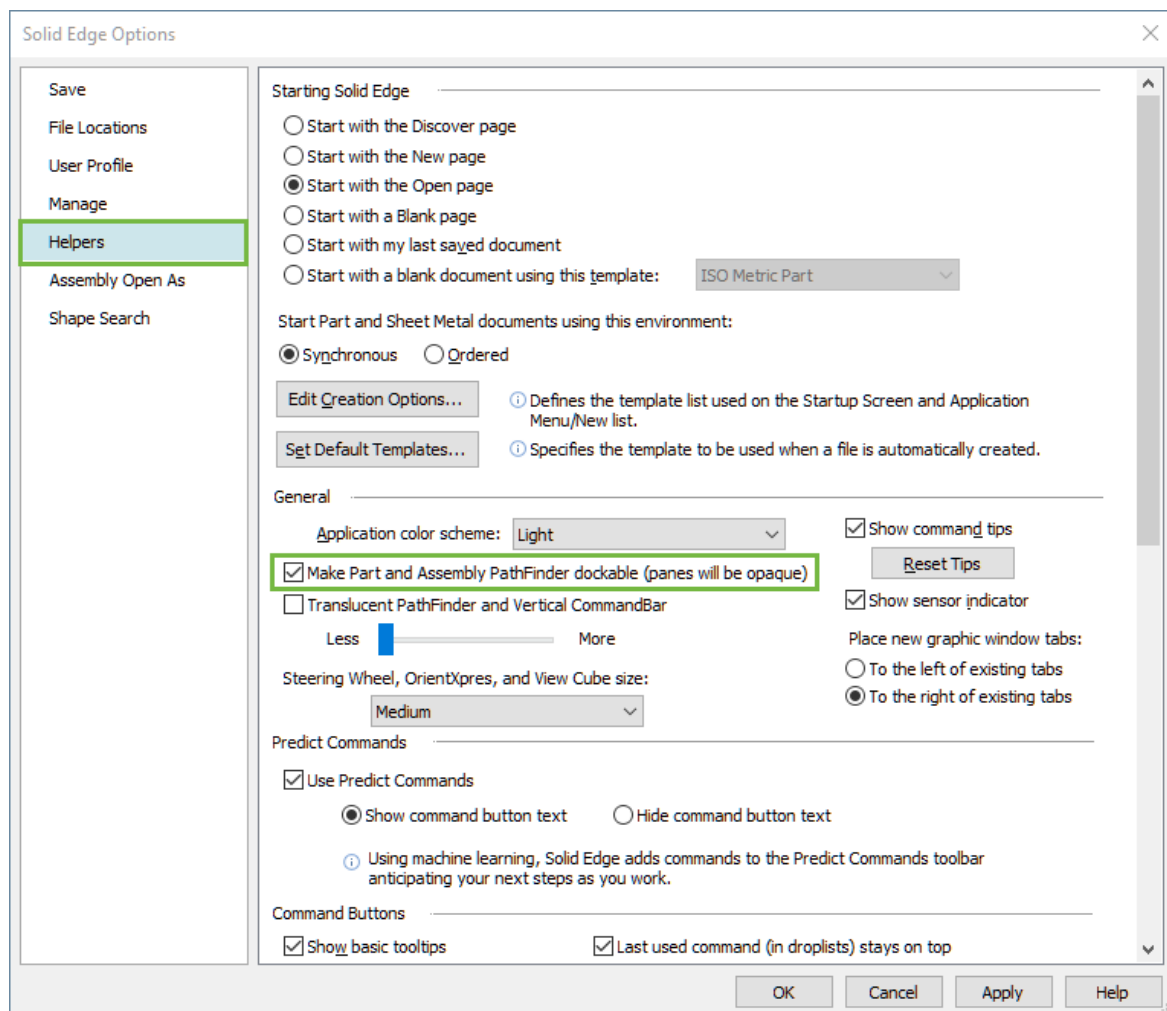 Solid Edge Options
Save
File Locations
User Profile
Manage
Helpers
Assembly Open As
Shape Search
Starting Solid Edge
Start with the Discover page
Start with the New page
Start with the Open page
Start with a Blank page
Start with my last saved document
Start with a blank document using this template: ISO Metric Part
Start Part and Sheet Metal documents using this environment:
Synchronous Ordered
Edit Creation Options... Defines the template list used on the Startup Screen and Application
Menu/New list.
Set Default Templates... Specifies the template to be used when a file is automatically created.
General
Application color scheme: Light
Show command tips
Make Part and Assembly PathFinder dockable (panes will be opaque)
Reset Tips
Translucent PathFinder and Vertical CommandBar
Show sensor indicator
Less More
Place new graphic window tabs:
To the left of existing tabs
Steering Wheel, OrientXpres, and View Cube size:
To the right of existing tabs
Medium
Predict Commands
Use Predict Commands
Show command button text Hide command button text
Using machine learning, Solid Edge adds commands to the Predict Commands toolbar
anticipating your next steps as you work.
Command Buttons
Show basic tooltips Last used command (in droplists) stays on top
OK Cancel Apply Help